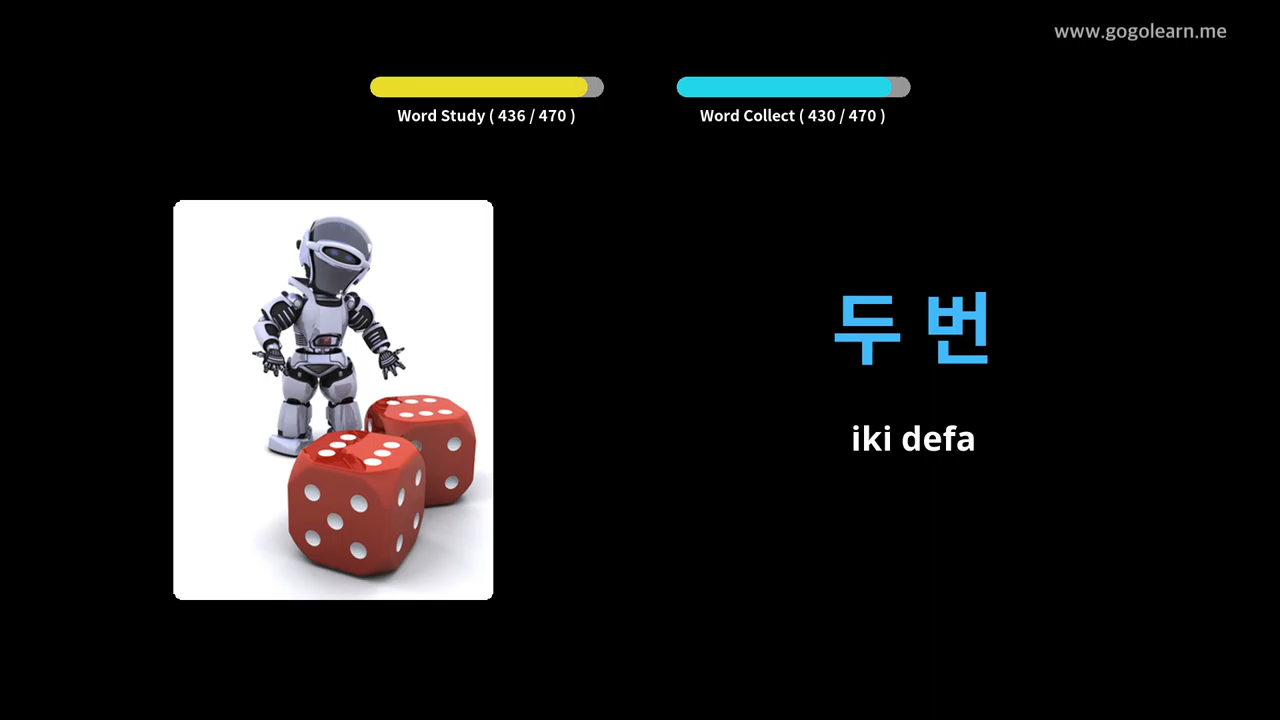 www.gogolearn.me
Word Study ( 436 / 470 )
Word Collect ( 430 / 470 )
두 번
iki defa